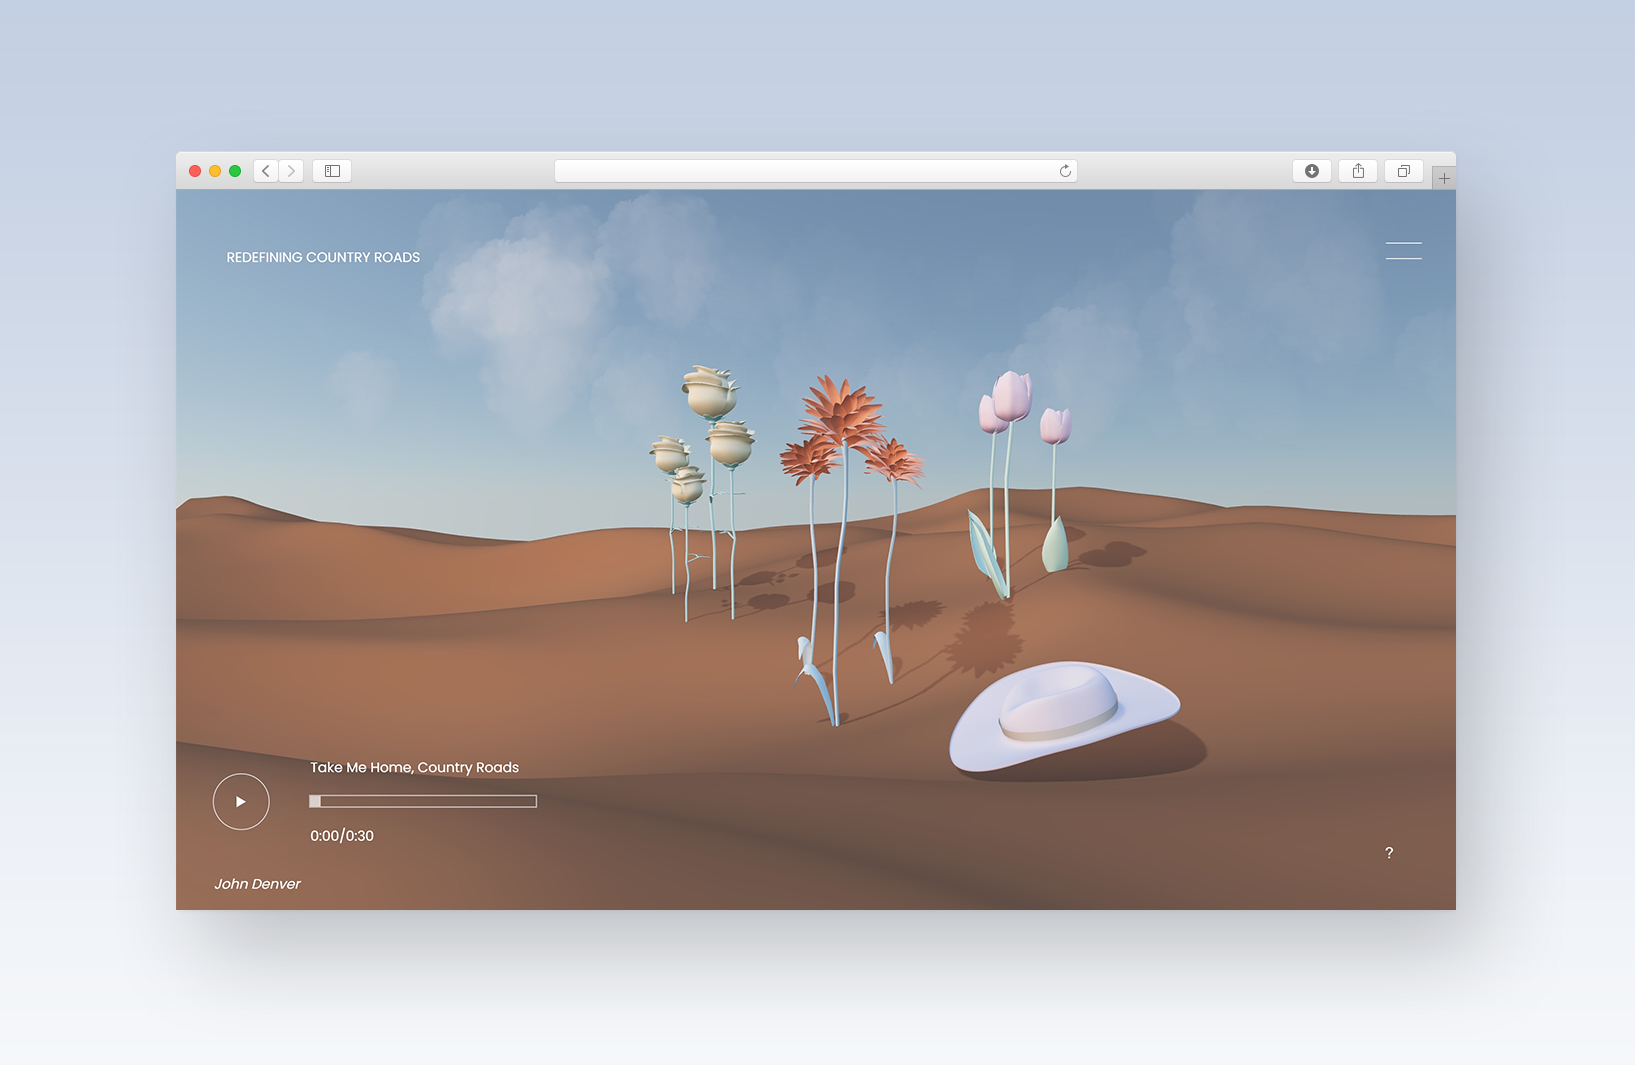 REDEFINING COUNTRY ROADS
Take Me Home, Country Roads
0:00/0:30
John Denver
?